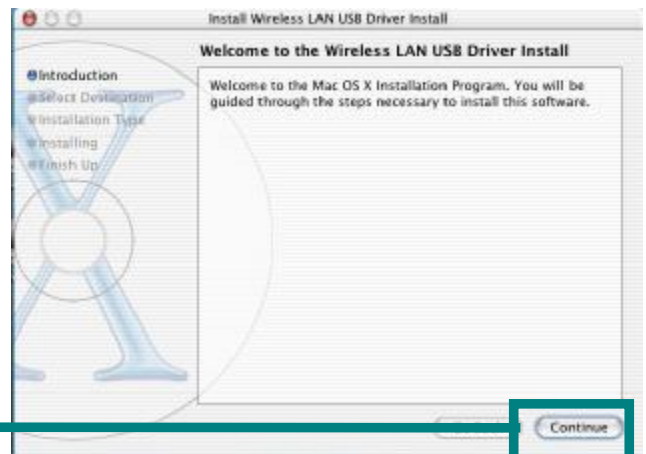 Install Wireless LAN USB Driver Install
Welcome to the Wireless LAN USB Driver Install
Introduction
Select Destination
Installation Type
Installing
Finish Up
Welcome to the Mac OS X Installation Program. You will be
guided through the steps necessary to install this software.
Continue